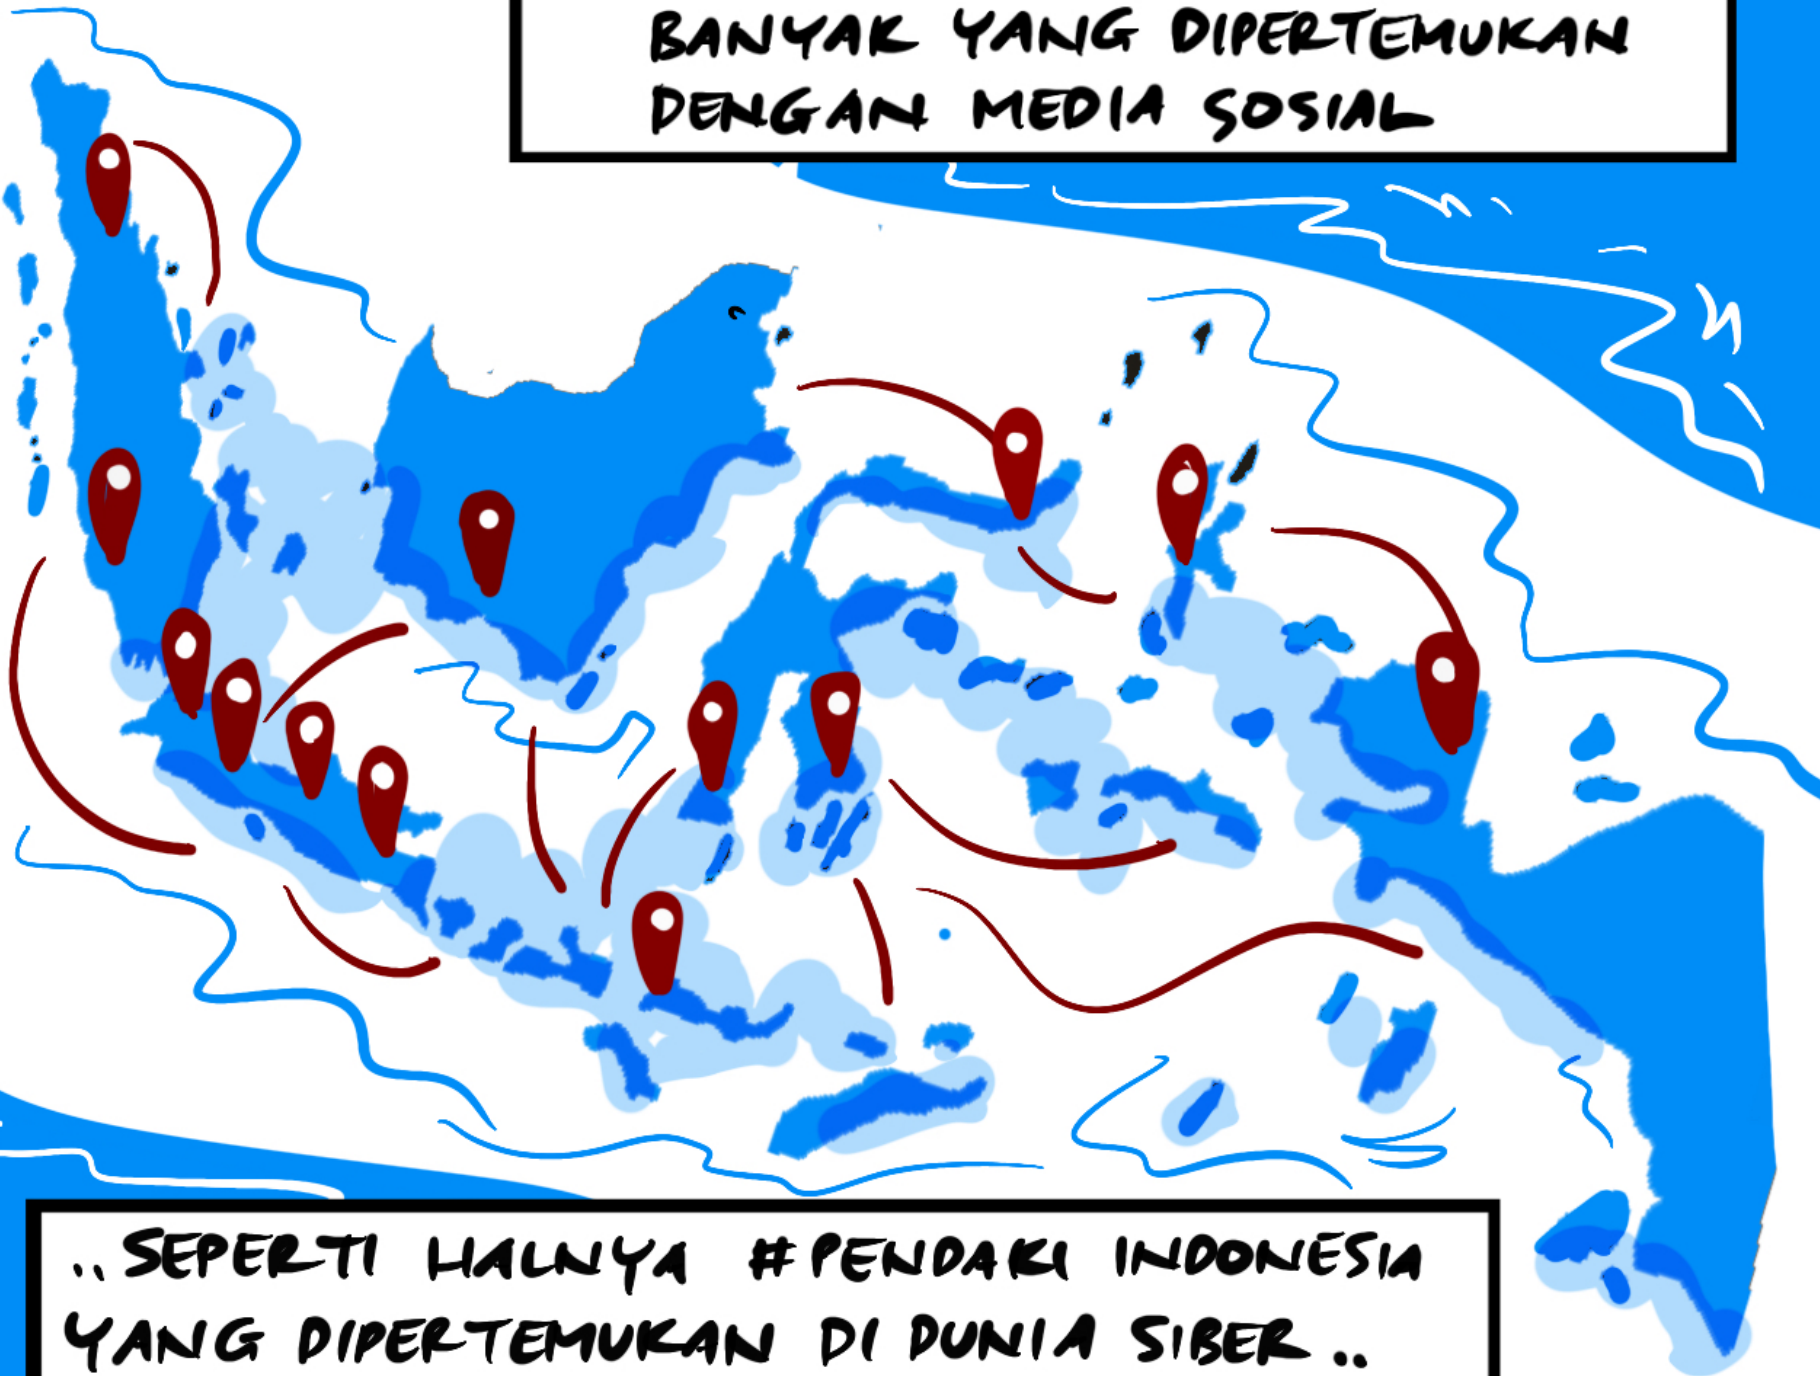 BANYAK YANG DIPERTEMUKAN
DENGAN MEDIA SOSIAL
..SEPERTI HALNYA #PENDAKI INDONESIA
YANG DIPERTEMUKAN DI DUNIA SIBER..